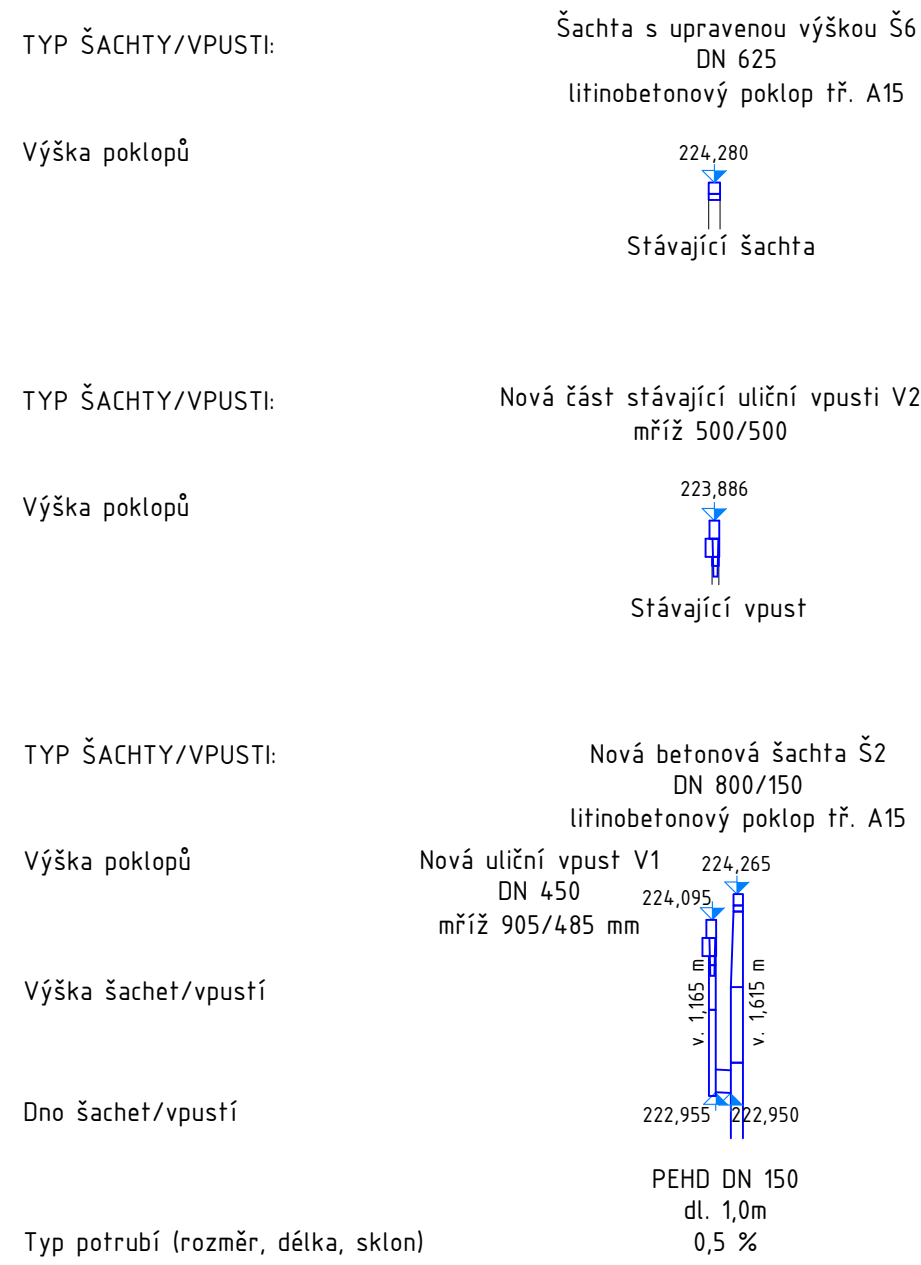 TYP ŠACHTY/VPUSTI:
Šachta s upravenou výškou Š6
DN 625
litinobetonový poklop tř. A15
Výška poklopů
224,280
Stávající šachta
TYP ŠACHTY/VPUSTI:
Nová část stávající uliční vpusti V2
mříž 500/500
Výška poklopů
223,886
Stávající vpust
TYP ŠACHTY/VPUSTI:
Nová betonová šachta Š2
DN 800/150
litinobetonový poklop tř. A15
Výška poklopů
Nová uliční vpust V1
DN 450
mříž 905/485 mm
224,265
224,095
Výška šachet/vpustí
v. 1,165 m
v. 1,615 m
Dno šachet/vpustí
222,955
222,950
PEHD DN 150
dl. 1,0m
Typ potrubí (rozměr, délka, sklon)
0,5 %